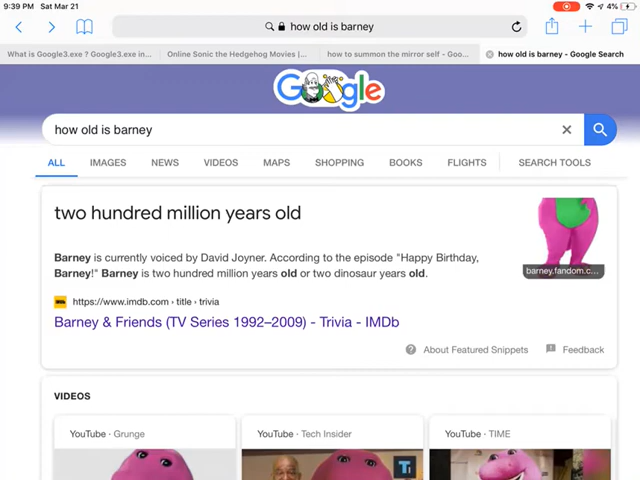 9:39 PM Sat Mar 21
4%
how old is barney
What is Google3.exe ? Google3.exe in...
Online Sonic the Hedgehog Movies |...
how to summon the mirror self - Goo...
how old is barney - Google Search
Google
how old is barney
ALL IMAGES NEWS VIDEOS MAPS SHOPPING BOOKS FLIGHTS SEARCH TOOLS
two hundred million years old
Barney is currently voiced by David Joyner. According to the episode "Happy Birthday,
Barney!" Barney is two hundred million years old or two dinosaur years old.
barney.fandom.c...
https://www.imdb.com › title › trivia
Barney & Friends (TV Series 1992–2009) - Trivia - IMDb
About Featured Snippets
Feedback
VIDEOS
YouTube · Grunge
YouTube · Tech Insider
YouTube · TIME
TI